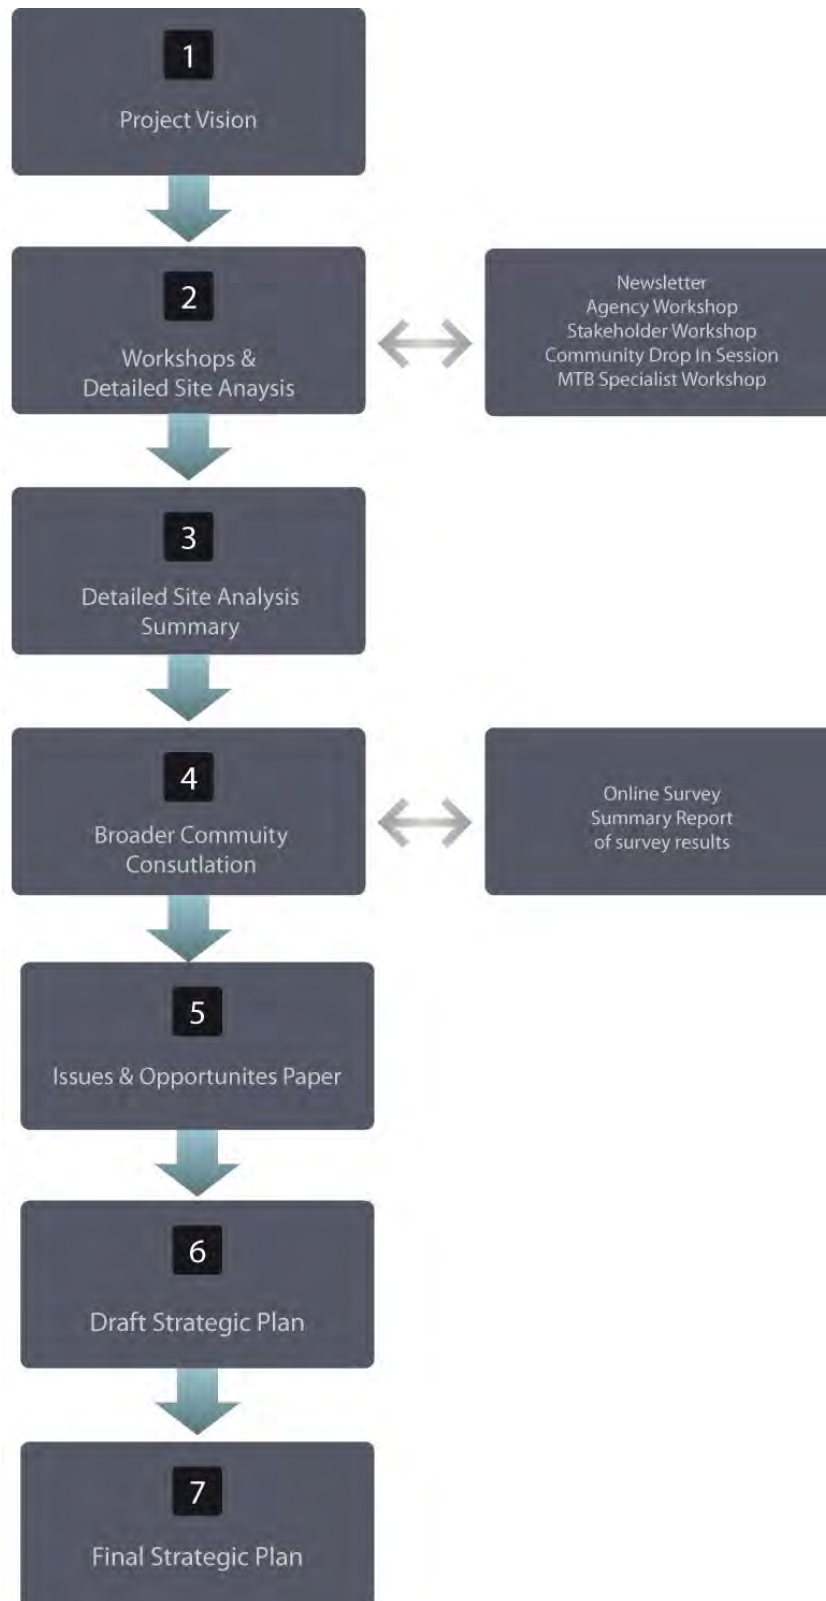 1
Project Vision
2
Workshops &
Detailed Site Anaysis
Newsletter
Agency Workshop
Stakeholder Workshop
Community Drop In Session
MTB Specialist Workshop
3
Detailed Site Analysis
Summary
4
Broader Commuity
Consutlation
Online Survey
Summary Report
of survey results
5
Issues & Opportunites Paper
6
Draft Strategic Plan
7
Final Strategic Plan